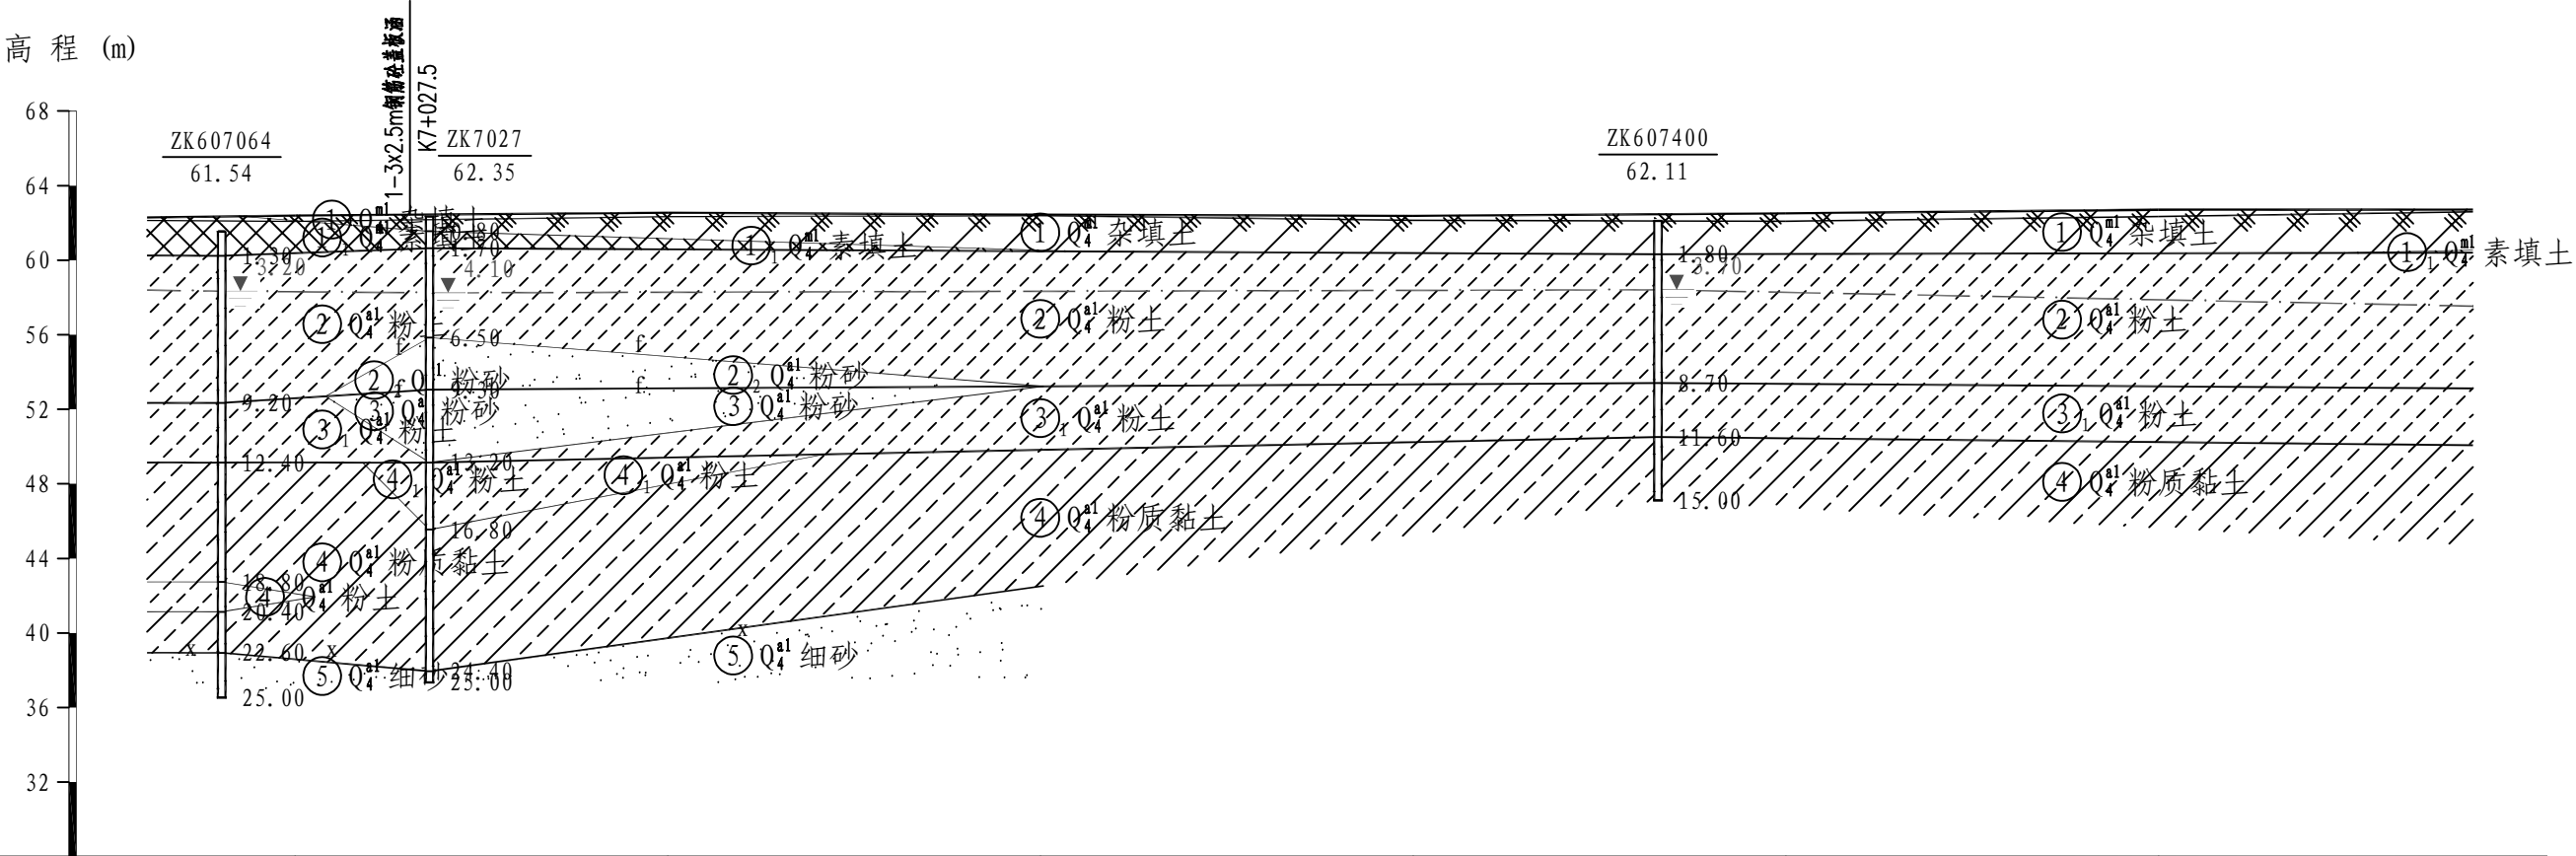 高 程 (m)
1-3x2.5m钢筋砼盖板涵
K7+027.5
68
64
60
56
52
48
44
40
36
32
ZK607064
61.54
ZK7027
62.35
ZK607400
62.11
① Q4ml 杂填土
①1 Q4ml 素填土
①1 Q4ml 素填土
① Q4ml 杂填土
① Q4ml 杂填土
①1 Q4ml 素填土
1.30
3.20
9.20
12.40
18.80
20.40
22.60
25.00
0.80
1.70
4.10
6.50
9.30
13.20
16.80
24.40
25.00
1.80
3.70
8.70
11.60
15.00
② Q4al 粉土
② Q4al 粉土
② Q4al 粉土
f
f
f
f
②2 Q4al 粉砂
②2 Q4al 粉砂
③ Q4al 粉砂
③ Q4al 粉砂
③1 Q4al 粉土
③1 Q4al 粉土
③1 Q4al 粉土
④1 Q4al 粉土
④1 Q4al 粉土
④ Q4al 粉质黏土
④ Q4al 粉质黏土
④ Q4al 粉质黏土
④1 Q4al 粉土
x
x
x
⑤ Q4al 细砂
⑤ Q4al 细砂